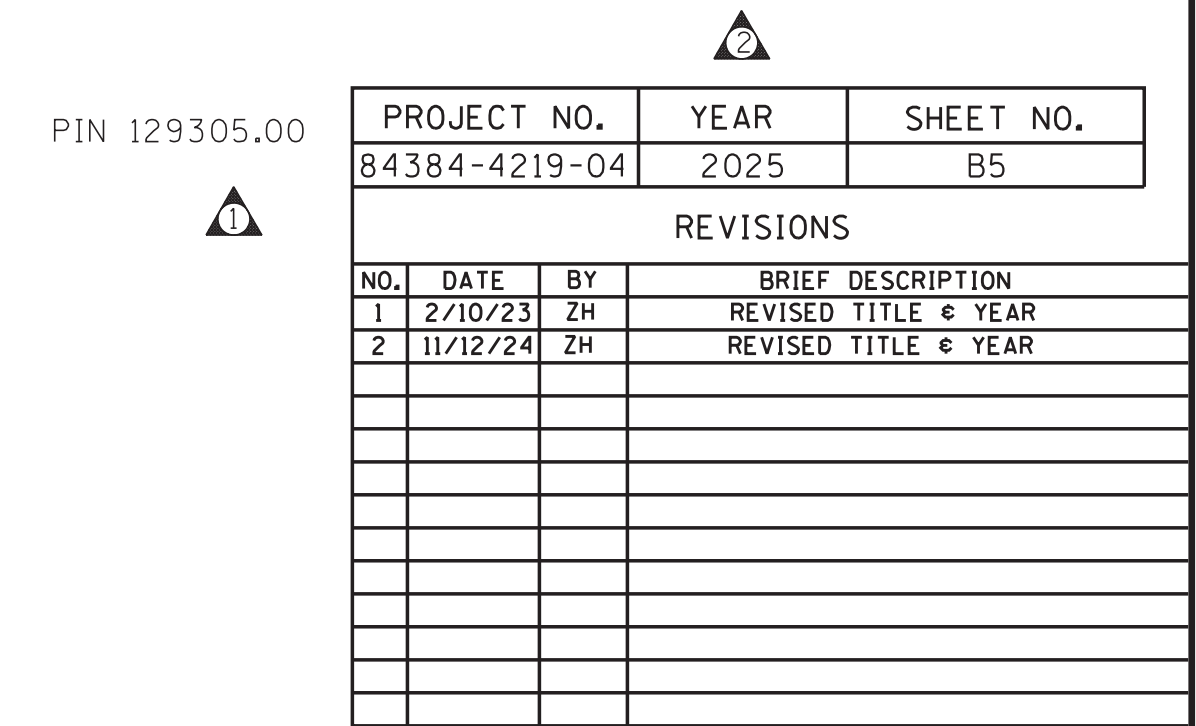 2
PIN 129305.00
PROJECT NO. YEAR SHEET NO.
84384-4219-04 2025 B5
1
REVISIONS
NO. DATE BY BRIEF DESCRIPTION
1 2/10/23 ZH REVISED TITLE & YEAR
2 11/12/24 ZH REVISED TITLE & YEAR